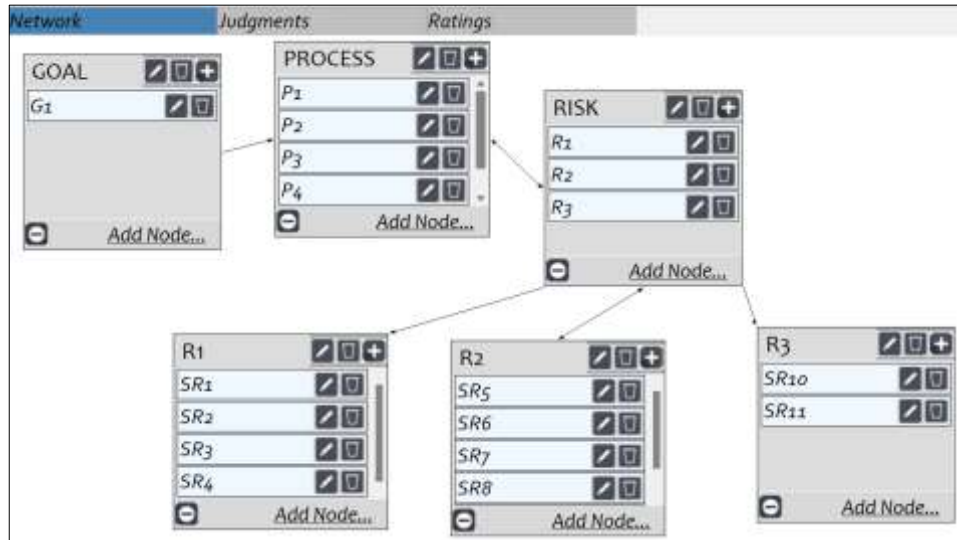 Network Judgments Ratings
GOAL
G1
Add Node...
PROCESS
P1
P2
P3
P4
Add Node...
RISK
R1
R2
R3
Add Node...
R1
SR1
SR2
SR3
SR4
Add Node...
R2
SR5
SR6
SR7
SR8
Add Node...
R3
SR10
SR11
Add Node...